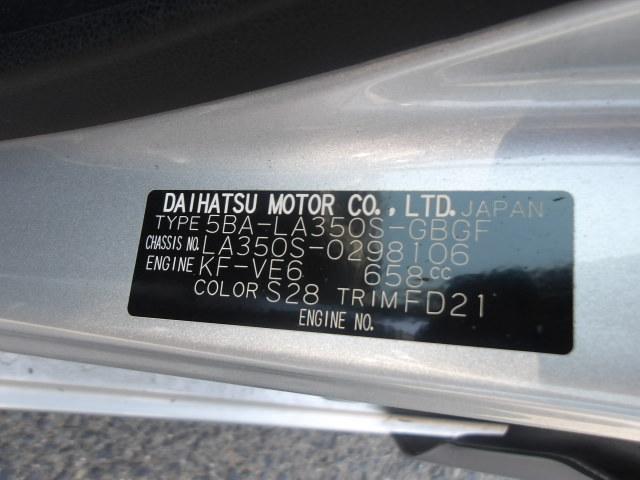 DAIHATSU MOTOR CO., LTD. JAPAN
TYPE 5BA-LA350S-GBGF
CHASSIS NO. LA350S-0298106
ENGINE KF-VE6 658CC
COLOR S28 TRIM FD21
ENGINE NO.